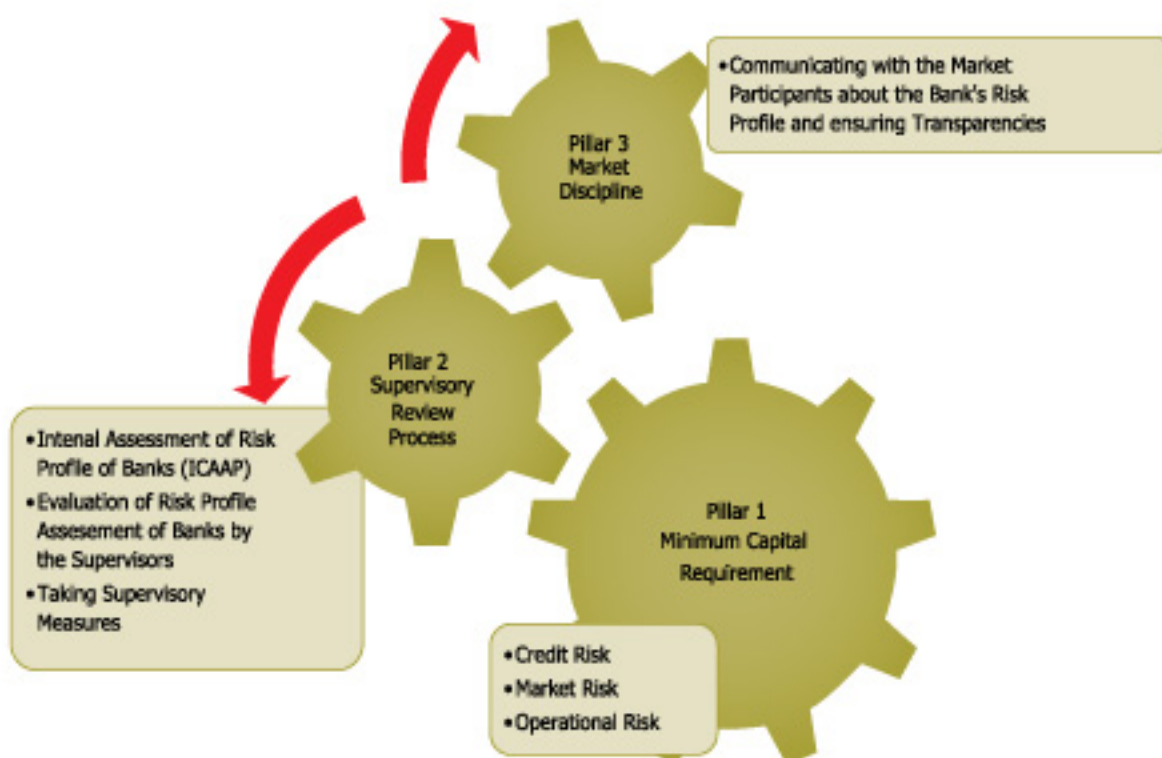 Pillar 3
Market
Discipline
•Communicating with the Market
Participants about the Bank's Risk
Profile and ensuring Transparencies
Pillar 2
Supervisory
Review
Process
•Intenal Assessment of Risk
Profile of Banks (ICAAP)
•Evaluation of Risk Profile
Assesement of Banks by
the Supervisors
•Taking Supervisory
Measures
Pillar 1
Minimum Capital
Requirement
•Credit Risk
•Market Risk
•Operational Risk